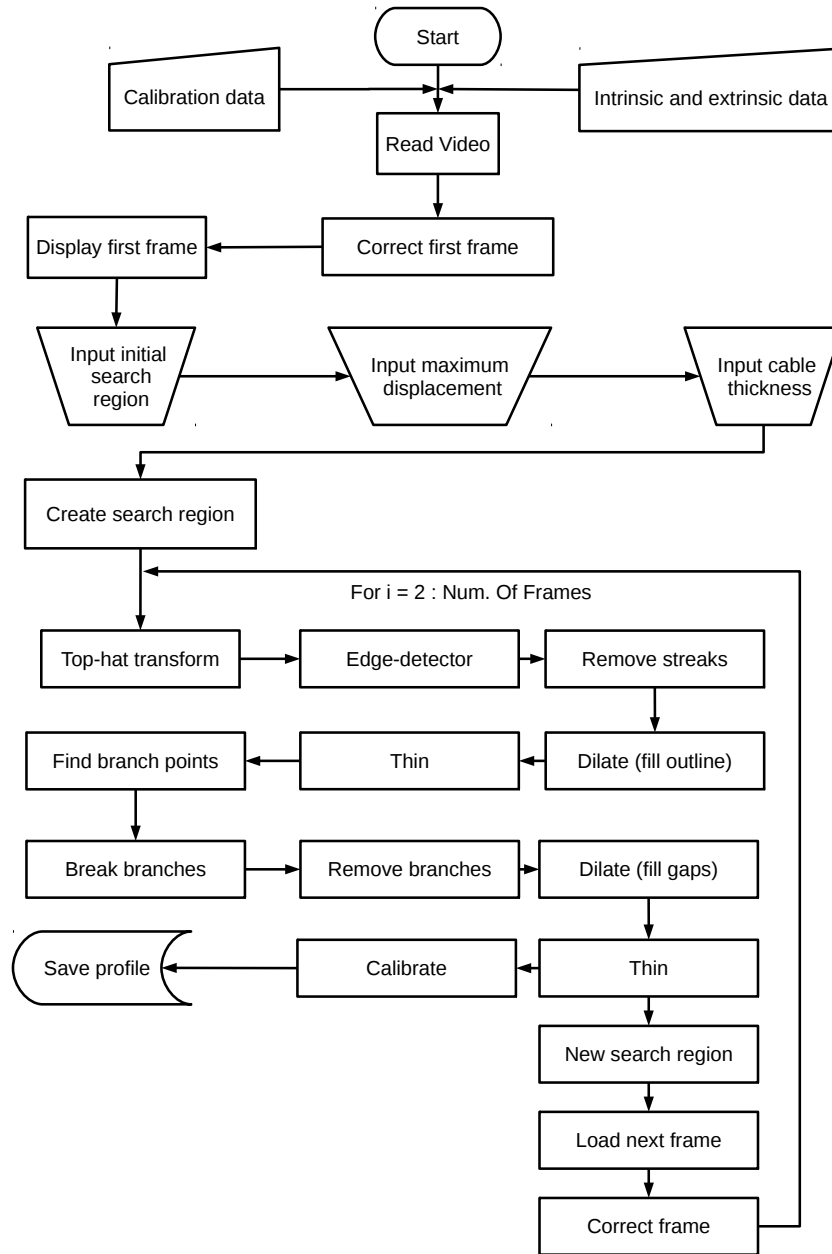 Start
Calibration data
Intrinsic and extrinsic data
Read Video
Display first frame
Correct first frame
Input initial
search
region
Input maximum
displacement
Input cable
thickness
Create search region
For i = 2 : Num. Of Frames
Top-hat transform
Edge-detector
Remove streaks
Find branch points
Thin
Dilate (fill outline)
Break branches
Remove branches
Dilate (fill gaps)
Save profile
Calibrate
Thin
New search region
Load next frame
Correct frame